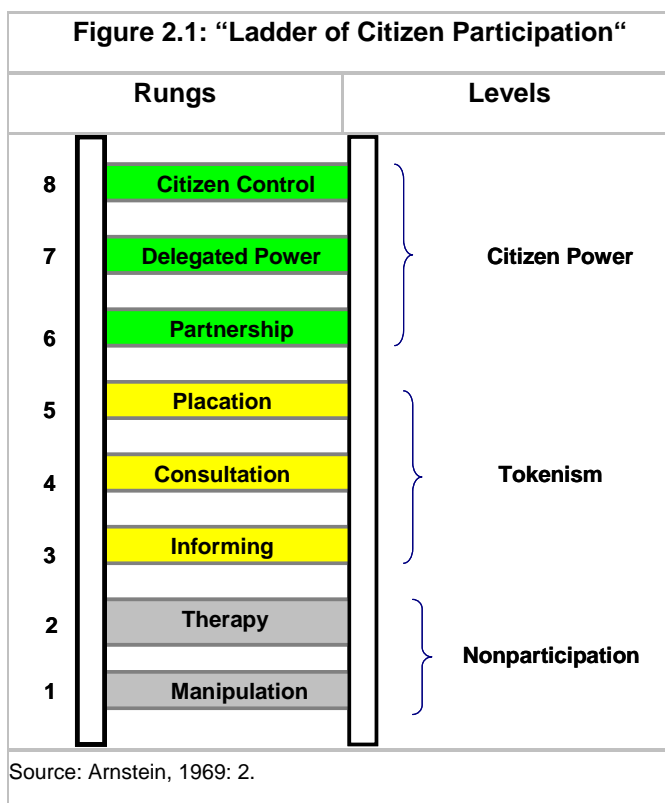 Figure 2.1: “Ladder of Citizen Participation“
Rungs Levels
8 Citizen Control
7 Delegated Power Citizen Power
6 Partnership
5 Placation
4 Consultation Tokenism
3 Informing
2 Therapy
Nonparticipation
1 Manipulation
Source: Arnstein, 1969: 2.